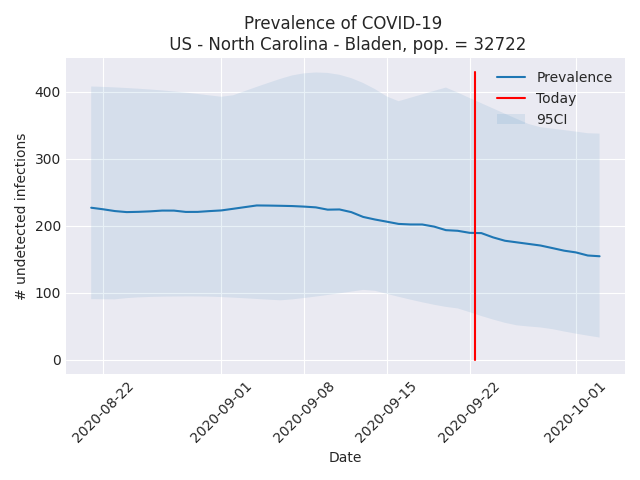 Prevalence of COVID-19
US - North Carolina - Bladen, pop. = 32722
Prevalence
Today
95CI
# undetected infections
400
300
200
100
0
2020-08-22
2020-09-01
2020-09-08
2020-09-15
2020-09-22
2020-10-01
Date